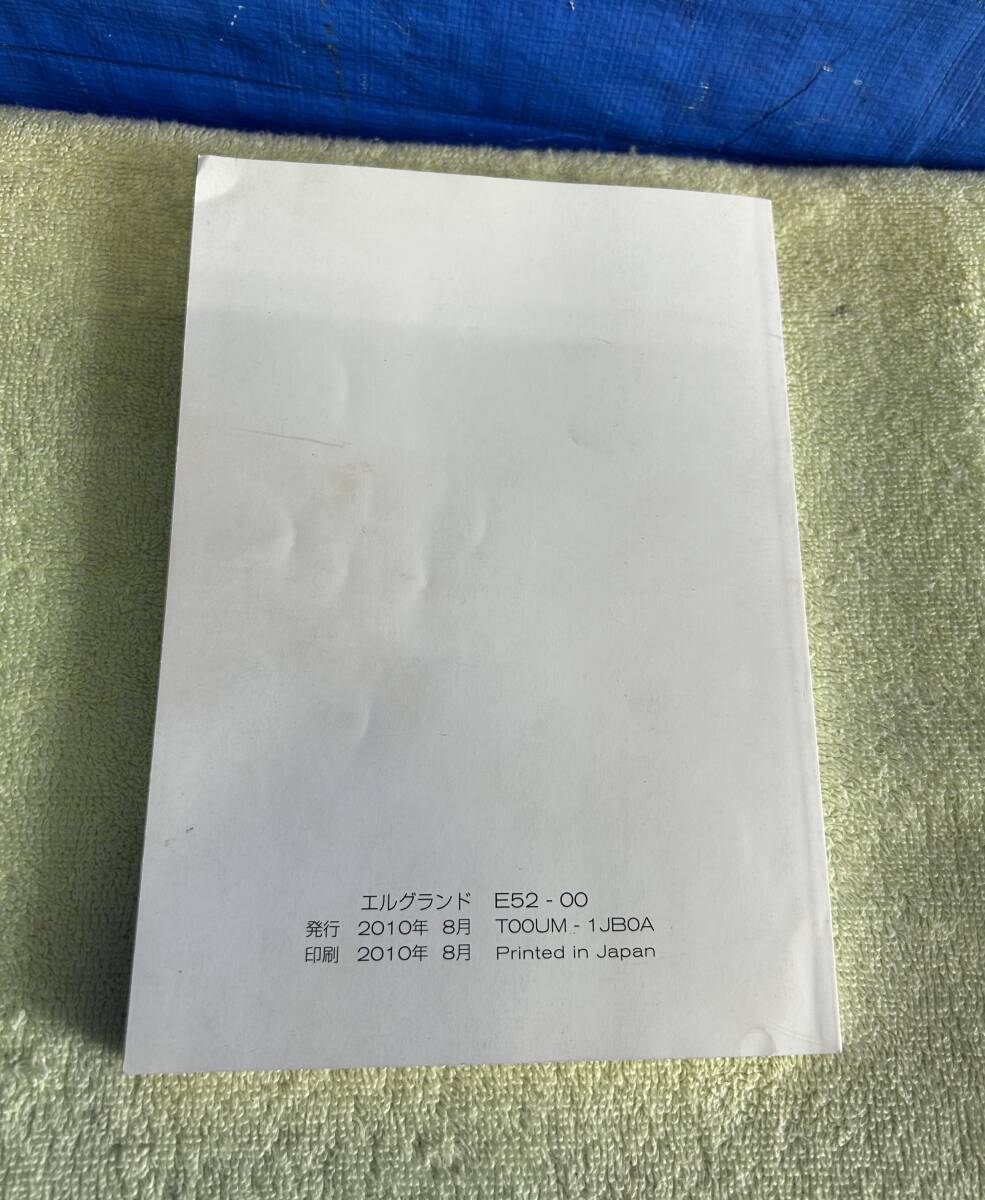 エルグランド E52 - 00
発行 2010年 8月 T00UM - 1JB0A
印刷 2010年 8月 Printed in Japan